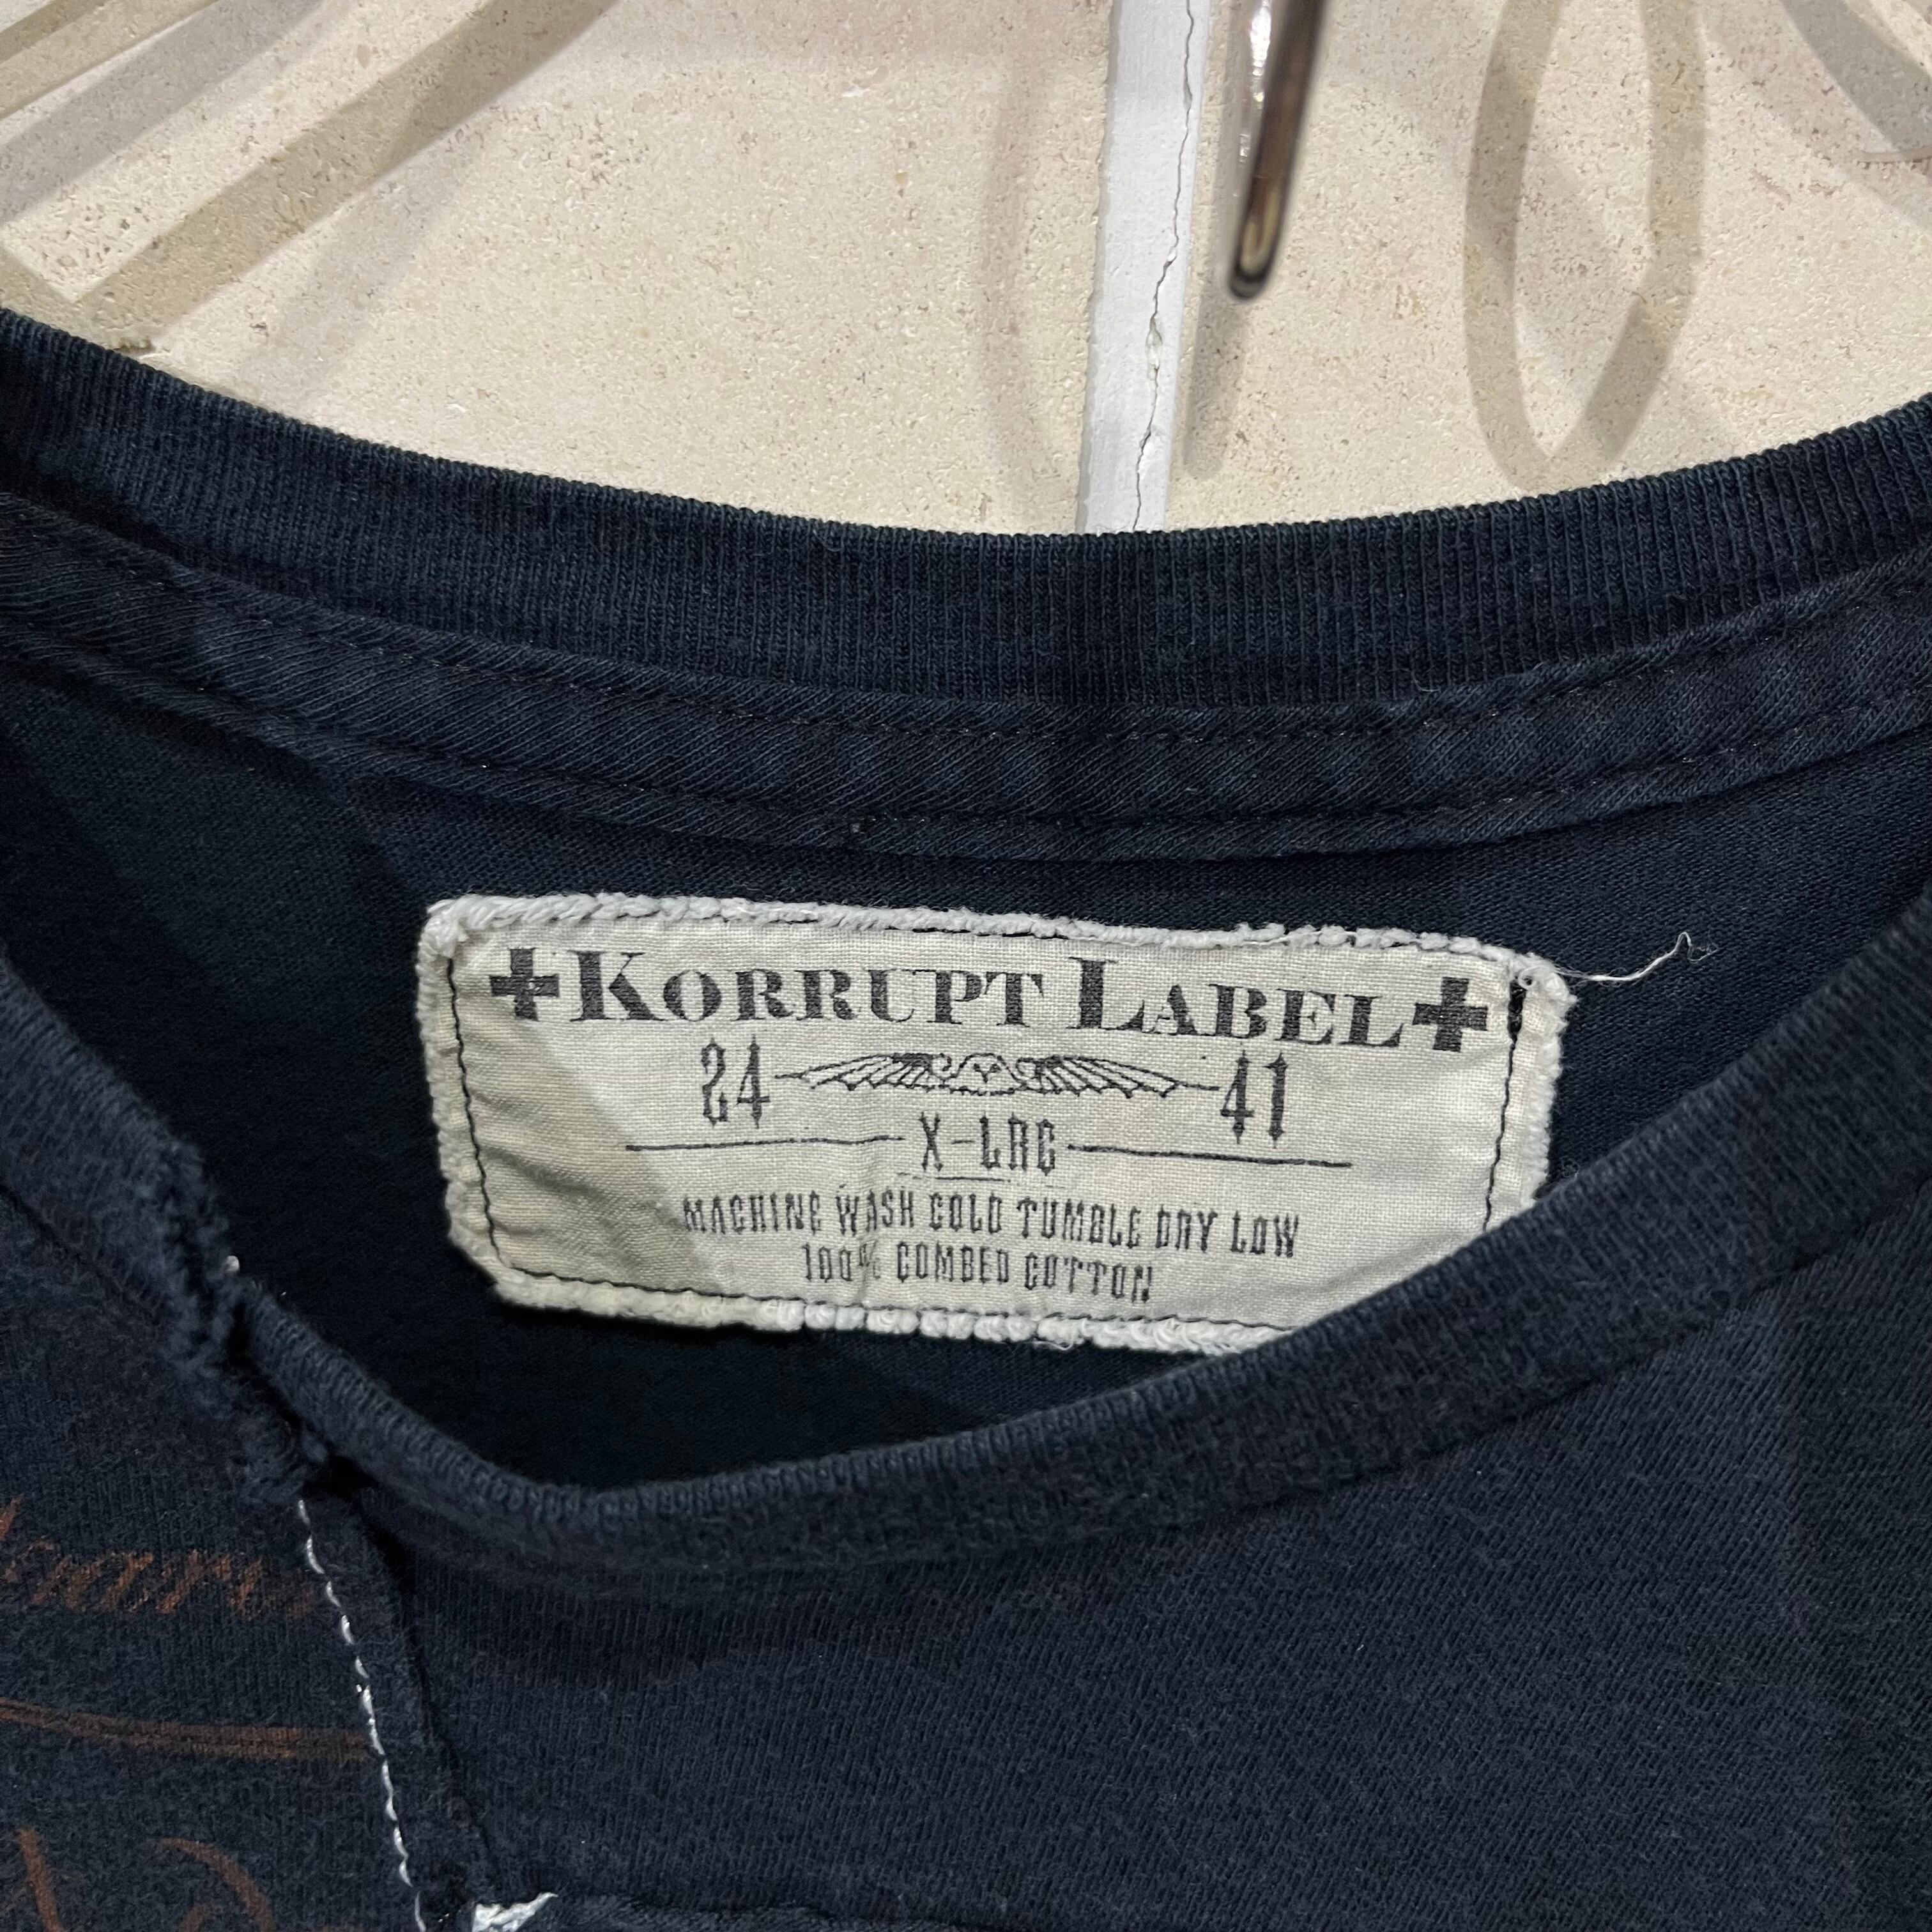 KORRUPT LABEL
24 41
X-LRG
MACHINE WASH COLD TUMBLE DRY LOW
100% COMBED COTTON